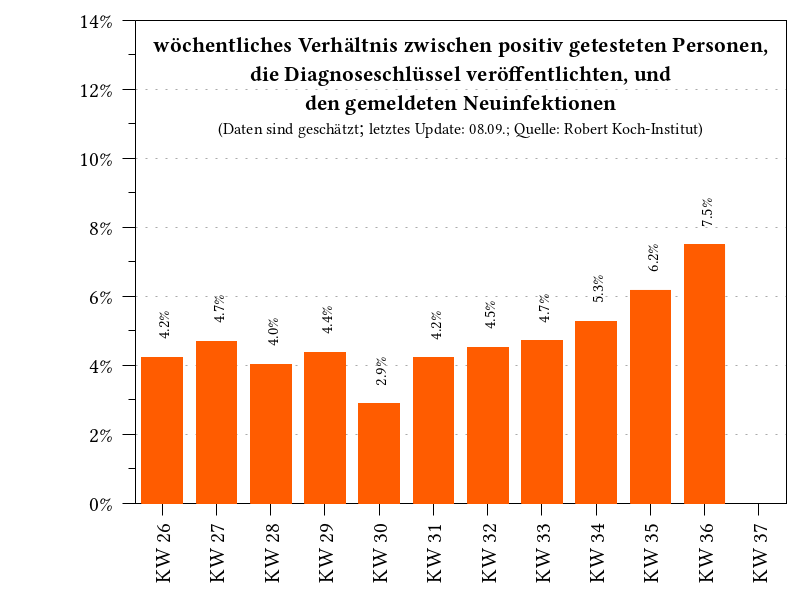 wöchentliches Verhältnis zwischen positiv getesteten Personen,
die Diagnoseschlüssel veröffentlichten, und
den gemeldeten Neuinfektionen
(Daten sind geschätzt; letztes Update: 08.09.; Quelle: Robert Koch-Institut)
14%
12%
10%
8%
6%
4%
2%
0%
4.2%
4.7%
4.0%
4.4%
2.9%
4.2%
4.5%
4.7%
5.3%
6.2%
7.5%
KW 26
KW 27
KW 28
KW 29
KW 30
KW 31
KW 32
KW 33
KW 34
KW 35
KW 36
KW 37